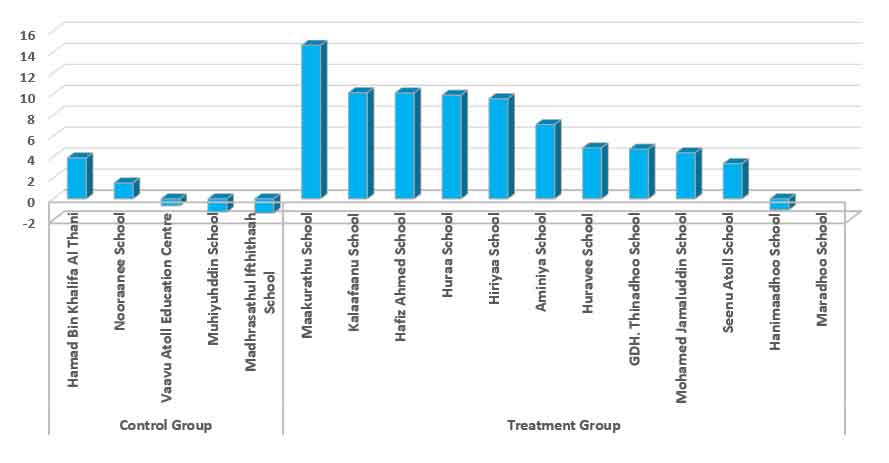 16
14
12
10
8
6
4
2
0
-2
Hamad Bin Khalifa Al Thani
Nooraanee School
Vaavu Atoll Education Centre
Muhiyuhddin School
Madhrasathul Ifthithaah
School
Maakurathu School
Kalaafaanu School
Hafiz Ahmed School
Huraa School
Hiriyaa School
Aminiya School
Huravee School
GDH. Thinadhoo School
Mohamed Jamaluddin School
Seenu Atoll School
Hanimaadhoo School
Maradhoo School
Control Group
Treatment Group